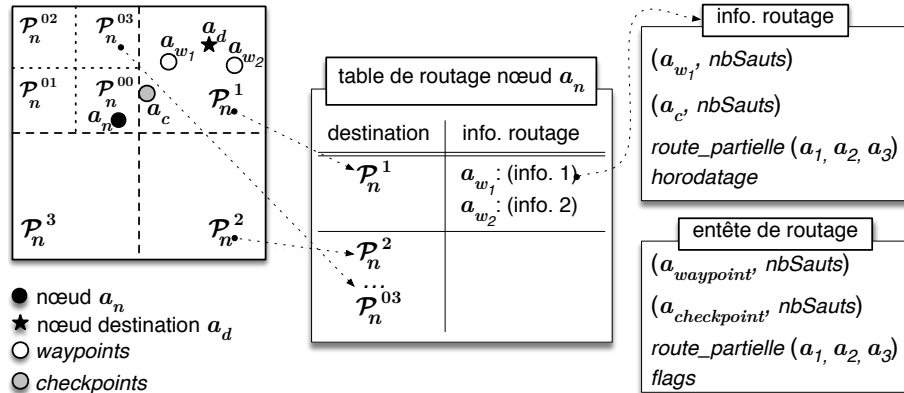 𝒫_n^02
𝒫_n^03
a_w1
a_d
a_w2
𝒫_n^01
𝒫_n^00
a_n
a_c
𝒫_n^1
𝒫_n^3
𝒫_n^2
nœud a_n
nœud destination a_d
waypoints
checkpoints
table de routage nœud a_n
destination info. routage
𝒫_n^1
a_w1: (info. 1)
a_w2: (info. 2)
𝒫_n^2
...
𝒫_n^03
info. routage
(a_w1, nbSauts)
(a_c, nbSauts)
route_partielle (a_1, a_2, a_3)
horodatage
entête de routage
(a_waypoint, nbSauts)
(a_checkpoint, nbSauts)
route_partielle (a_1, a_2, a_3)
flags